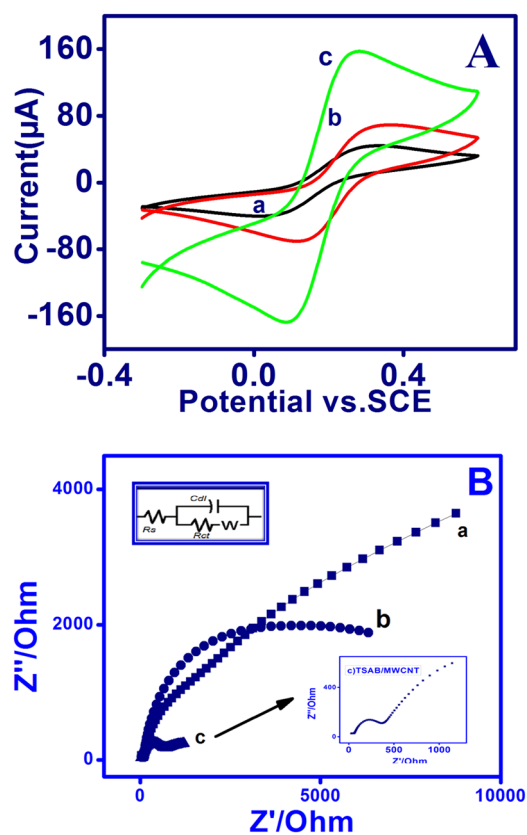 A
Current(µA)
160
80
0
-80
-160
c
b
a
-0.4
0.0
0.4
Potential vs.SCE
B
Z''/Ohm
4000
2000
0
Cdl
Rs
Rct
W
a
b
c
c)TSAB/MWCNT
Z''/Ohm
400
0
0
500
1000
Z'/Ohm
0
5000
10000
Z'/Ohm